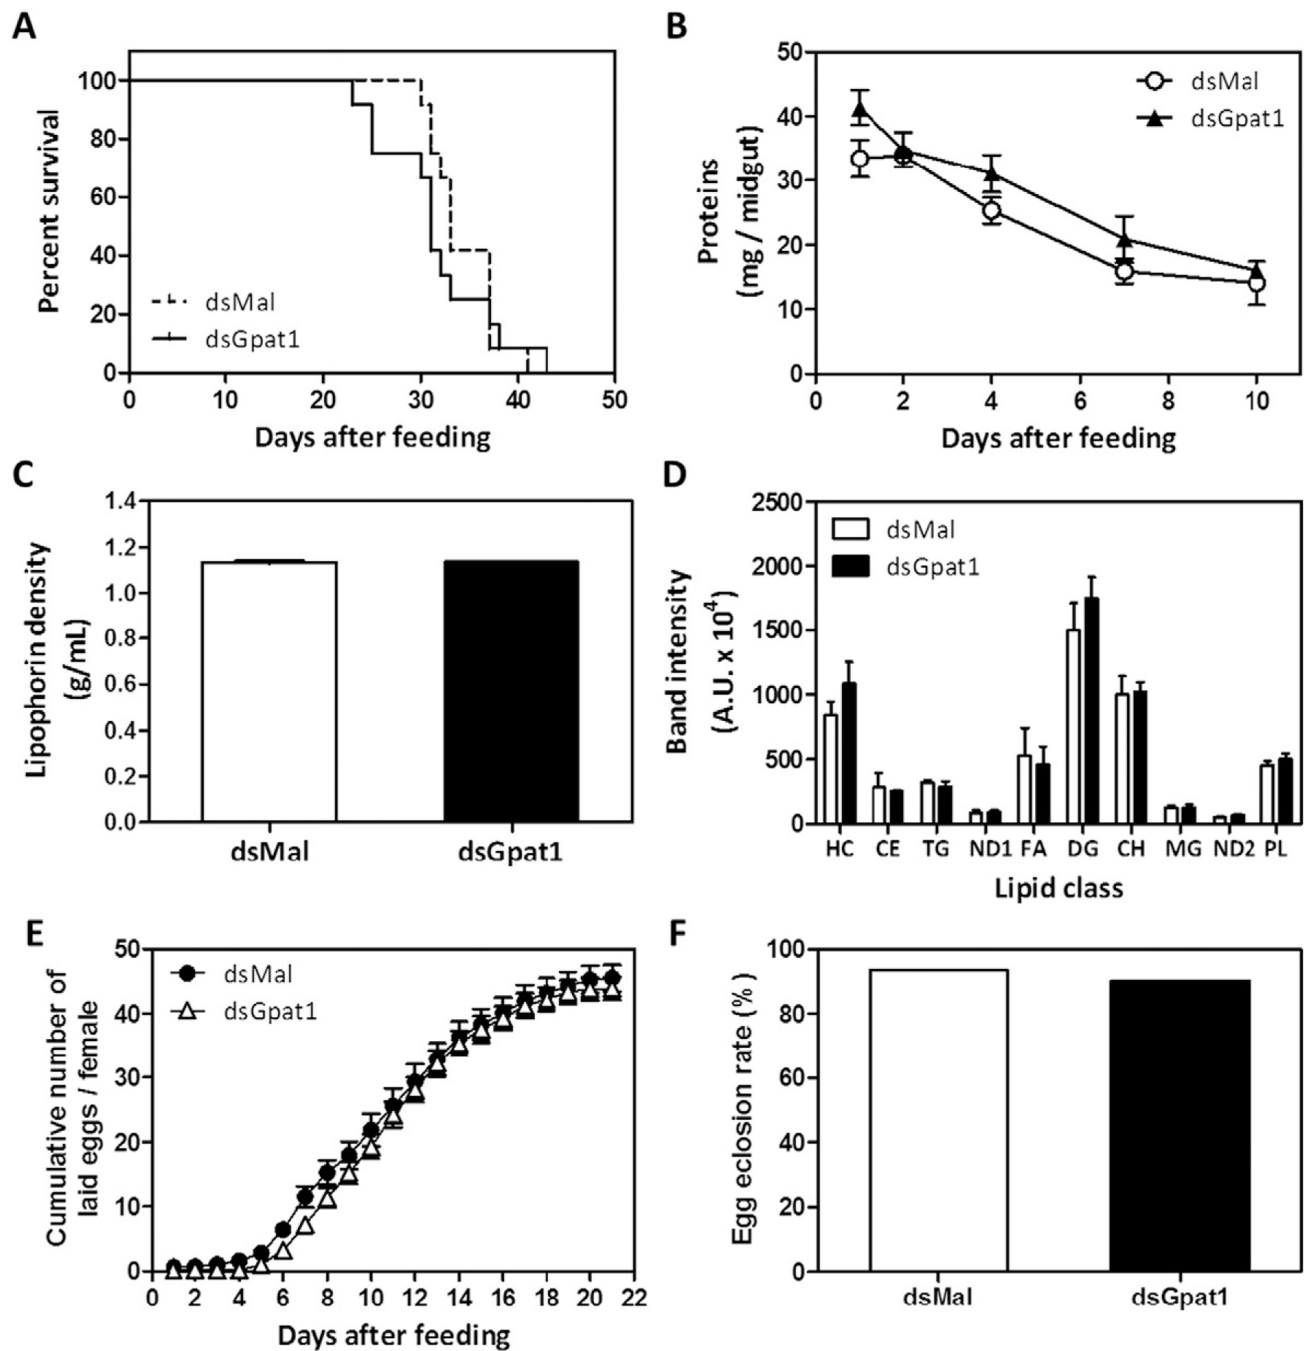 A
Percent survival
100
80
60
40
20
0
dsMal
dsGpat1
0 10 20 30 40 50
Days after feeding
B
Proteins
(mg / midgut)
50
40
30
20
10
0
dsMal
dsGpat1
0 2 4 6 8 10
Days after feeding
C
Lipophorin density
(g/mL)
1.4
1.2
1.0
0.8
0.6
0.4
0.2
0.0
dsMal dsGpat1
D
Band intensity
(A.U. x 10⁴)
2500
2000
1500
1000
500
0
dsMal
dsGpat1
HC CE TG ND1 FA DG CH MG ND2 PL
Lipid class
E
Cumulative number of
laid eggs / female
50
40
30
20
10
0
dsMal
dsGpat1
0 2 4 6 8 10 12 14 16 18 20 22
Days after feeding
F
Egg eclosion rate (% )
100
80
60
40
20
0
dsMal dsGpat1